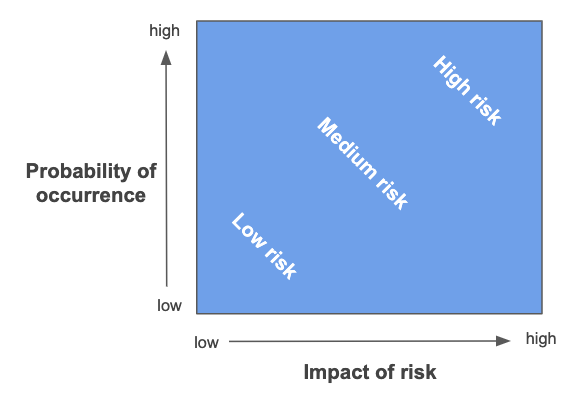 high
High risk
Medium risk
Probability of
occurrence
Low risk
low
low
high
Impact of risk